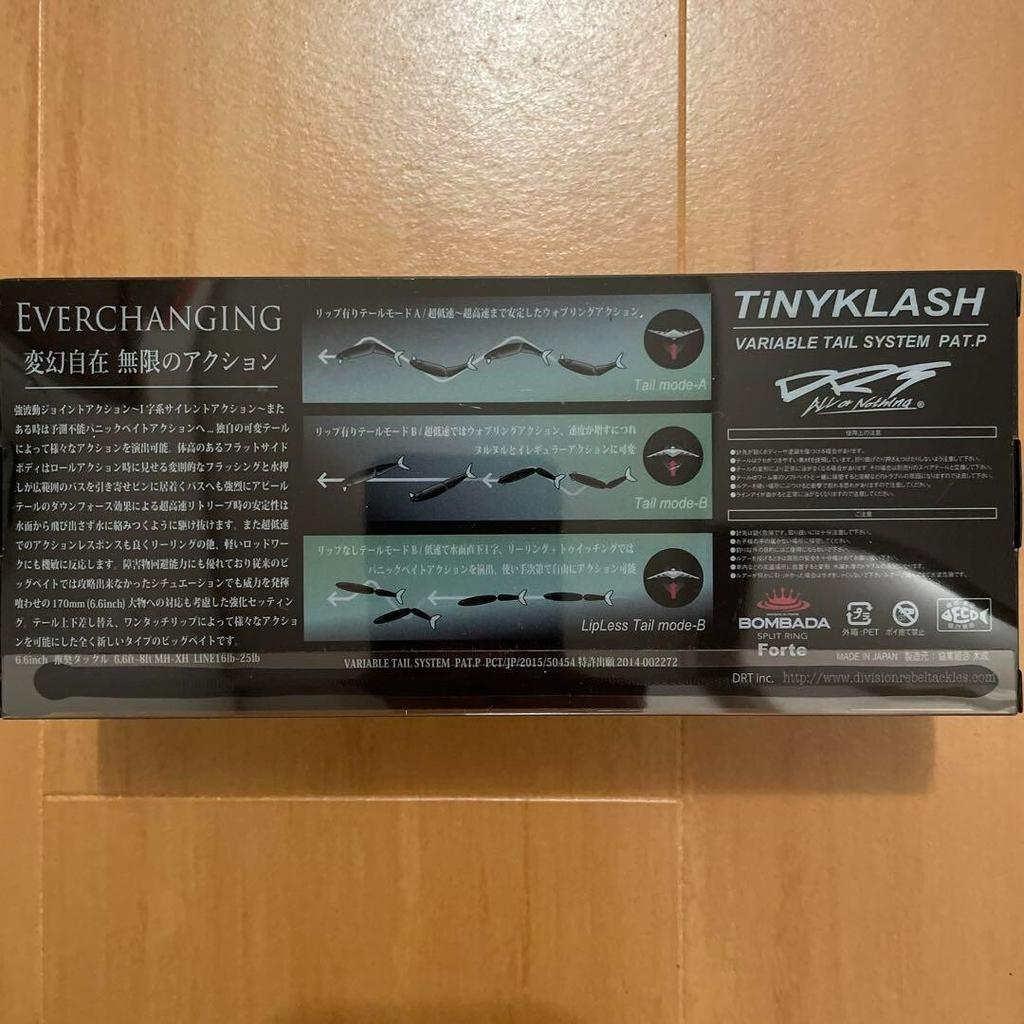 EVERCHANGING
変幻自在 無限のアクション
強波動ジョイントアクション〜I字系サイレントアクション〜また
ある時は予測不能パニックベイトアクションへ...独自の可変テール
によって様々なアクションを演出可能。体高のあるフラットサイド
ボディはロールアクション時に見せる変則的なフラッシングと水押
しが広範囲のバスを引き寄せピンに居着くバスへも強烈にアピール
テールのダウンフォース効果による超高速リトリーブ時の安定性は
水面から飛び出さず水に絡みつくように駆け抜けます。また超低速
でのアクションレスポンスも良くリーリングの他、軽いロッドワー
クにも機敏に反応します。障害物回避能力にも優れており従来のビ
ッグベイトでは攻略出来なかったシチュエーションでも威力を発揮
喰わせの170mm(6.6inch)大物への対応も考慮した強化セッティン
グ。テール上下差し替え、ワンタッチリップによって様々なアクショ
ンを可能にした全く新しいタイプのビッグベイトです。
6.6inch 推奨タックル 6.6ft-8ft MH-XH LINE16lb-25lb
リップ有りテールモードA/超低速〜超高速まで安定したウォブリングアクション。
Tail mode-A
リップ有りテールモードB/超低速ではウォブリングアクション、速度が増すにつれ
ヌルヌルとイレギュラーアクションに可変
Tail mode-B
リップなしテールモードB/低速で水面直下I字、リーリング+トゥイッチングでは
パニックベイトアクションを演出、使い手次第で自由にアクション可能
LipLess Tail mode-B
VARIABLE TAIL SYSTEM PAT.P PCT/JP/2015/50454 特許出願 2014-002272
TiNYKLASH
VARIABLE TAIL SYSTEM PAT.P
DRT
All or Nothing ®
使用上の注意
ご注意
BOMBADA
SPLIT RING
Forte
プラ
外箱:PET ポイ捨て禁止
MADE IN JAPAN 製造元:協業組合 太成
DRT inc. http://www.divisionrebeltackles.com